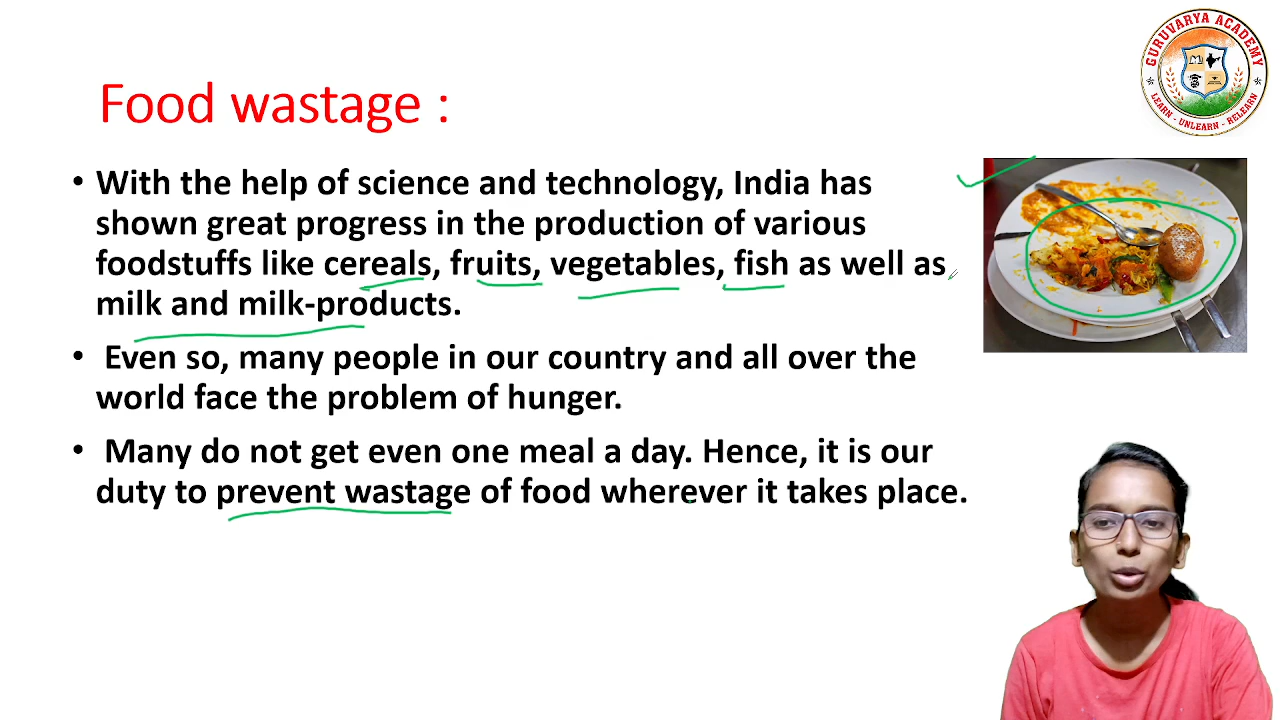 GURUVARYA ACADEMY
LEARN - UNLEARN - RELEARN
Food wastage :
• With the help of science and technology, India has
shown great progress in the production of various
foodstuffs like cereals, fruits, vegetables, fish as well as
milk and milk-products.
• Even so, many people in our country and all over the
world face the problem of hunger.
• Many do not get even one meal a day. Hence, it is our
duty to prevent wastage of food wherever it takes place.